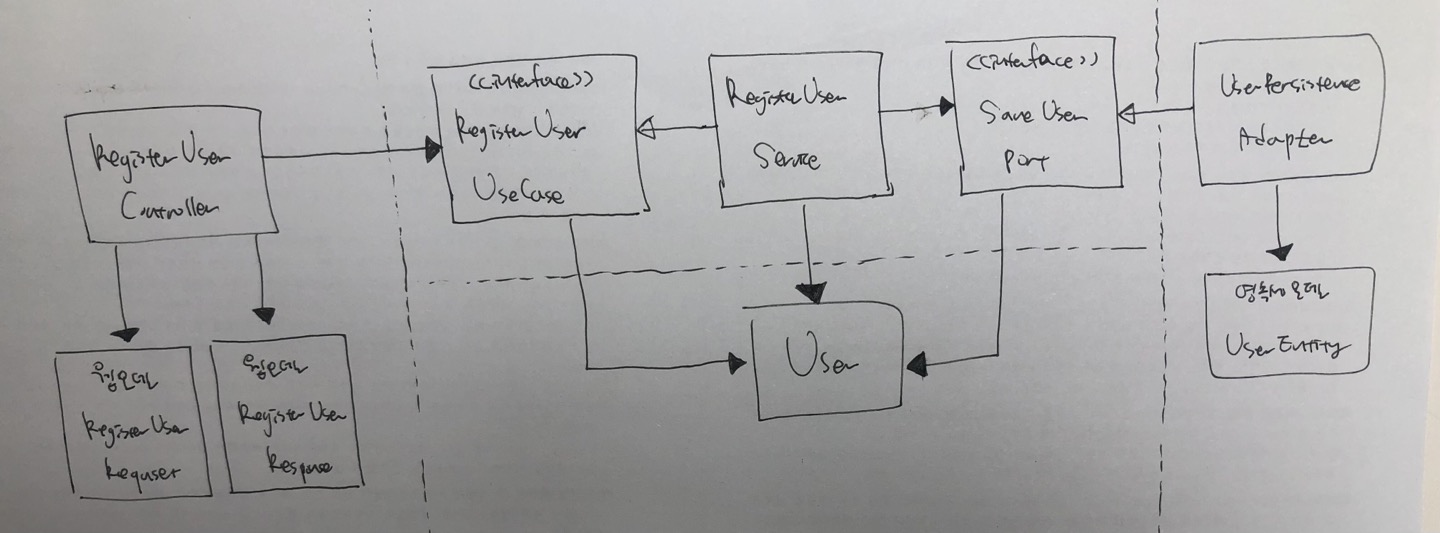 RegisterUser
Controller
웹모델
RegisterUser
Requser
웹모델
RegisterUser
Response
<<interface>>
RegisterUser
UseCase
RegisterUser
Service
<<interface>>
SaveUser
Port
User
UserPersistence
Adapter
영속성모델
UserEntity